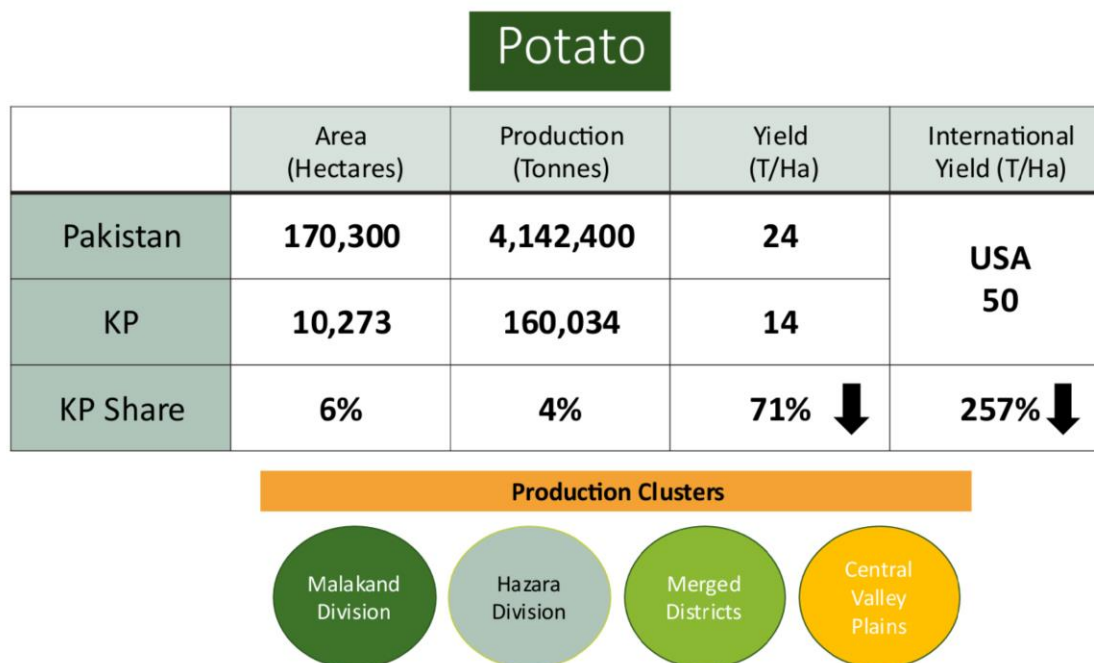 Potato
Area
(Hectares)
Production
(Tonnes)
Yield
(T/Ha)
International
Yield (T/Ha)
Pakistan
170,300
4,142,400
24
USA
50
KP
10,273
160,034
14
KP Share
6%
4%
71%
257%
Production Clusters
Malakand
Division
Hazara
Division
Merged
Districts
Central
Valley
Plains